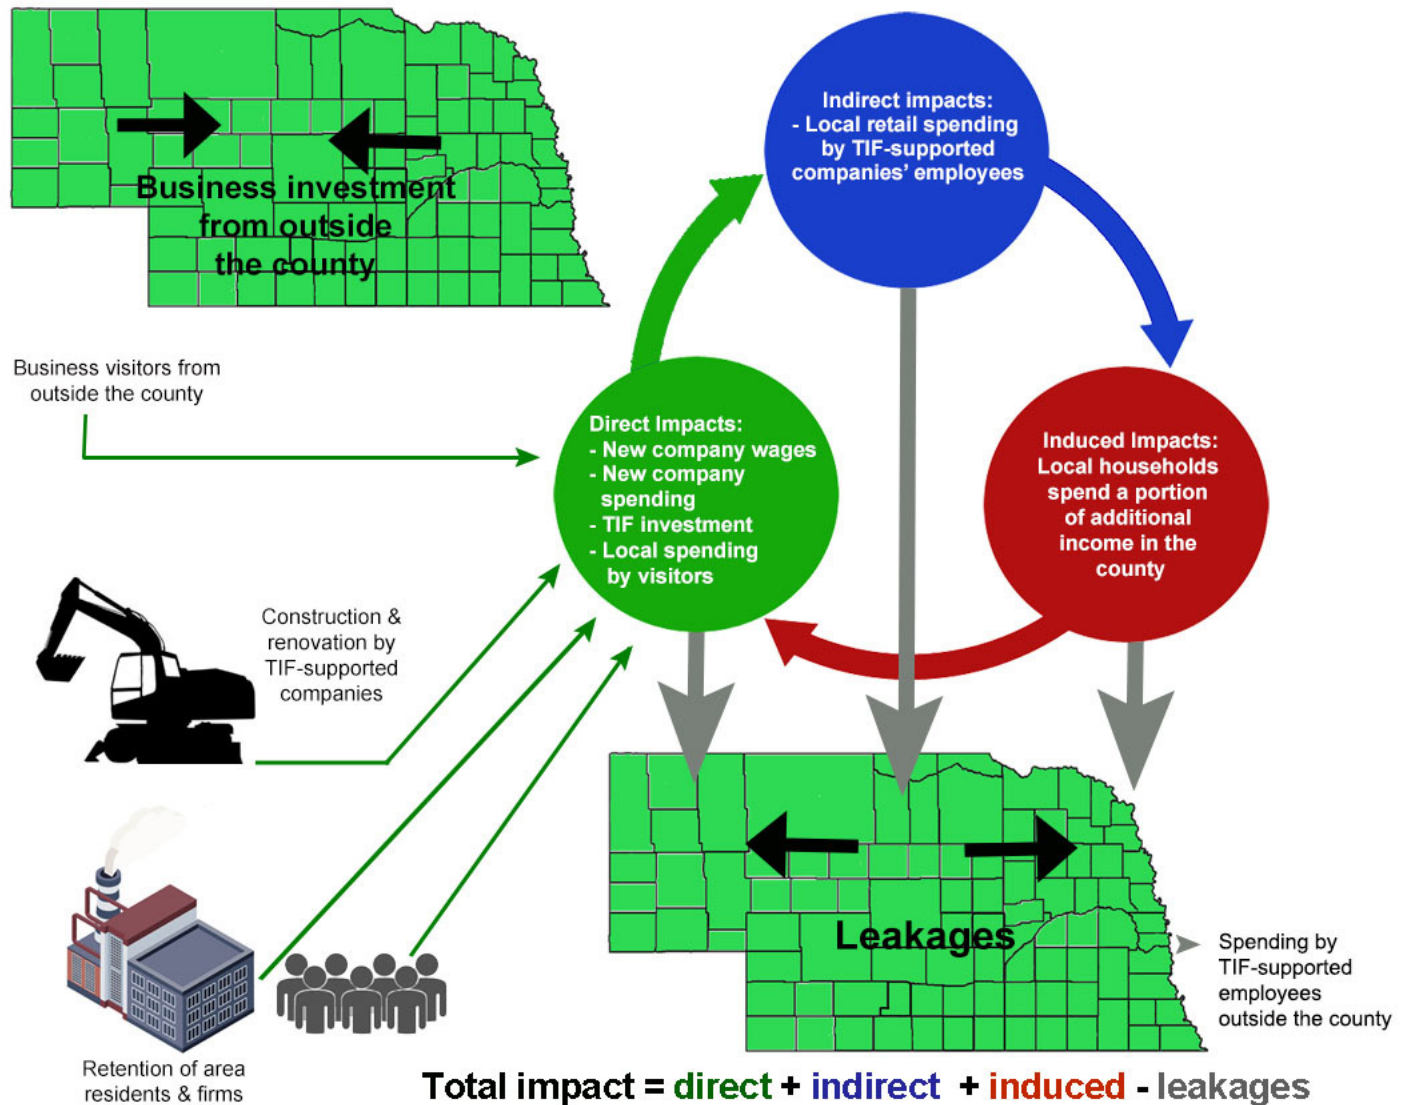 Business investment
from outside
the county
Indirect impacts:
- Local retail spending
by TIF-supported
companies’ employees
Business visitors from
outside the county
Direct Impacts:
- New company wages
- New company
spending
- TIF investment
- Local spending
by visitors
Induced Impacts:
Local households
spend a portion
of additional
income in the
county
Construction &
renovation by
TIF-supported
companies
Retention of area
residents & firms
Leakages
Spending by
TIF-supported
employees
outside the county
Total impact = direct + indirect + induced - leakages